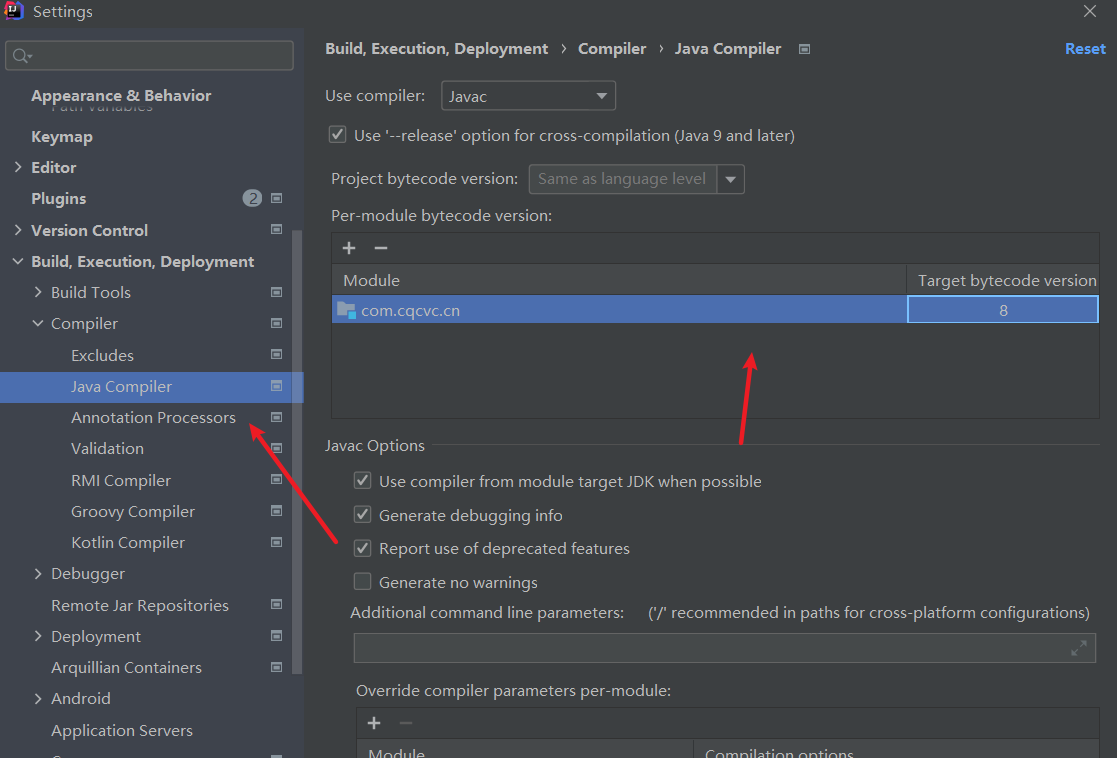 Settings
Appearance & Behavior
Path Variables
Keymap
Editor
Plugins 2
Version Control
Build, Execution, Deployment
Build Tools
Compiler
Excludes
Java Compiler
Annotation Processors
Validation
RMI Compiler
Groovy Compiler
Kotlin Compiler
Debugger
Remote Jar Repositories
Deployment
Arquillian Containers
Android
Application Servers
Build, Execution, Deployment › Compiler › Java Compiler Reset
Use compiler: Javac
Use '--release' option for cross-compilation (Java 9 and later)
Project bytecode version: Same as language level
Per-module bytecode version:
Module Target bytecode version
com.cqcvc.cn 8
Javac Options
Use compiler from module target JDK when possible
Generate debugging info
Report use of deprecated features
Generate no warnings
Additional command line parameters: ('/' recommended in paths for cross-platform configurations)
Override compiler parameters per-module:
Module Compilation options